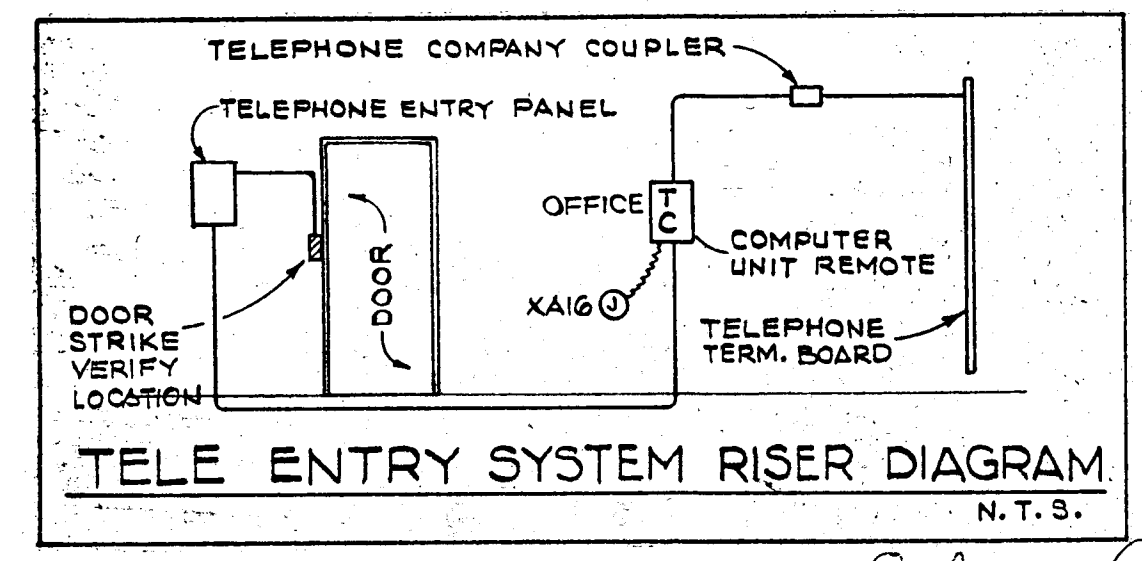 TELEPHONE COMPANY COUPLER
TELEPHONE ENTRY PANEL
OFFICE
T
C
COMPUTER
UNIT REMOTE
XA16 J
DOOR
DOOR
STRIKE
VERIFY
LOCATION
TELEPHONE
TERM. BOARD
TELE ENTRY SYSTEM RISER DIAGRAM
N.T.S.